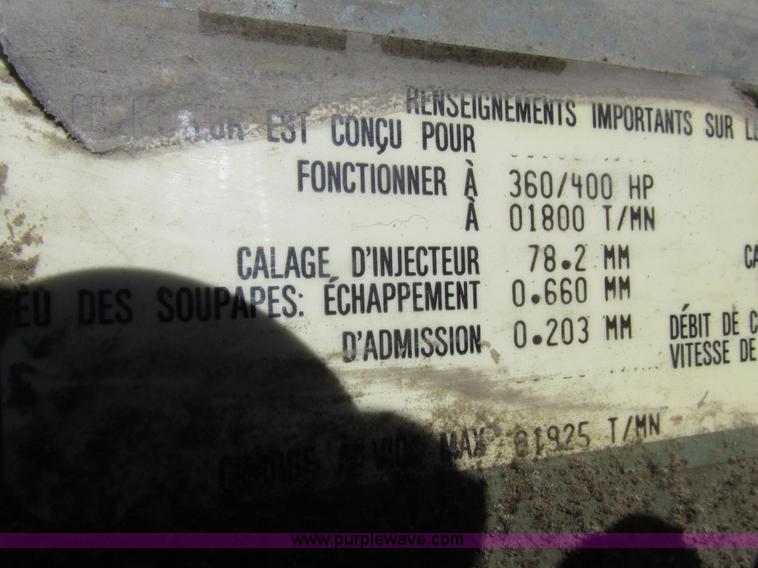 RENSEIGNEMENTS IMPORTANTS SUR
EST CONÇU POUR
FONCTIONNER À 360/400 HP
À 01800 T/MN
CALAGE D'INJECTEUR 78.2 MM
DES SOUPAPES: ÉCHAPPEMENT 0.660 MM
D'ADMISSION 0.203 MM
DÉBIT DE
VITESSE DE
MAX 01925 T/MN
www.purplewave.com